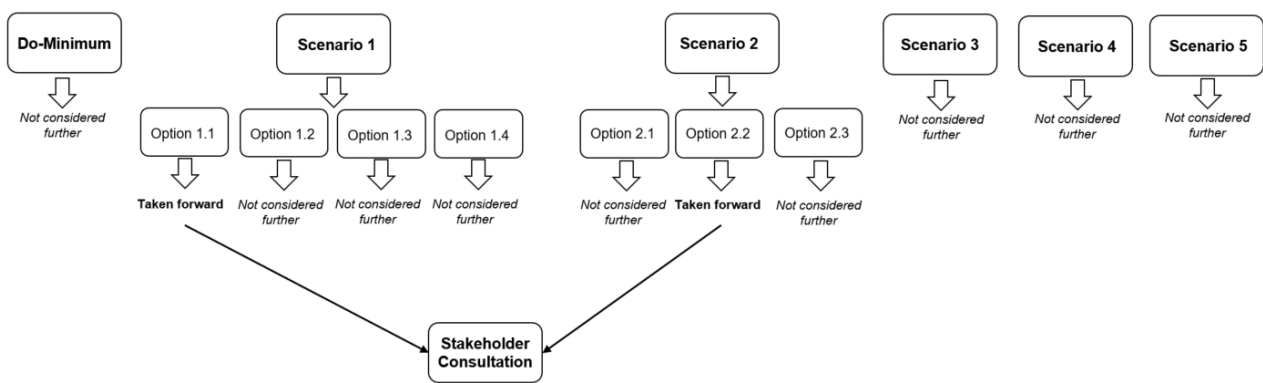 Do-Minimum
Scenario 1
Scenario 2
Scenario 3
Scenario 4
Scenario 5
Not considered
further
Option 1.1
Option 1.2
Option 1.3
Option 1.4
Option 2.1
Option 2.2
Option 2.3
Not considered
further
Not considered
further
Not considered
further
Taken forward
Not considered
further
Not considered
further
Not considered
further
Not considered
further
Taken forward
Not considered
further
Stakeholder
Consultation